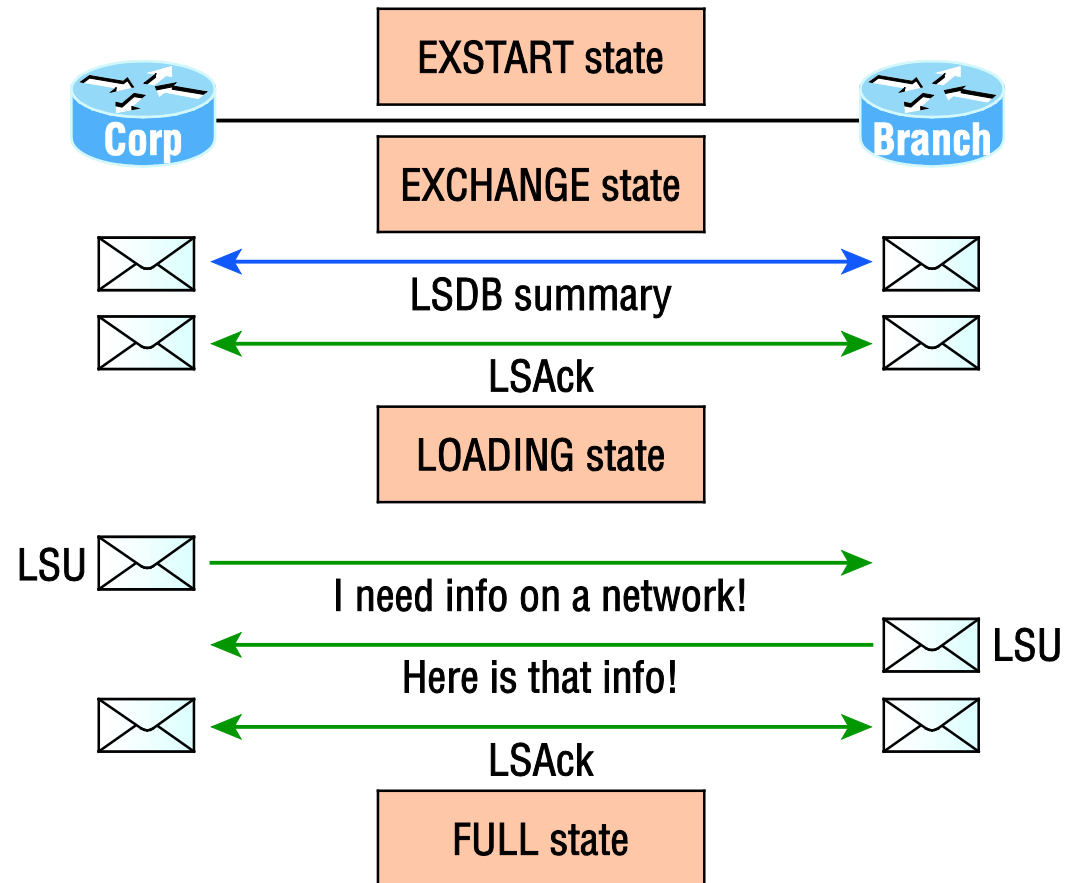 EXSTART state
Corp
Branch
EXCHANGE state
LSDB summary
LSAck
LOADING state
LSU
I need info on a network!
LSU
Here is that info!
LSAck
FULL state